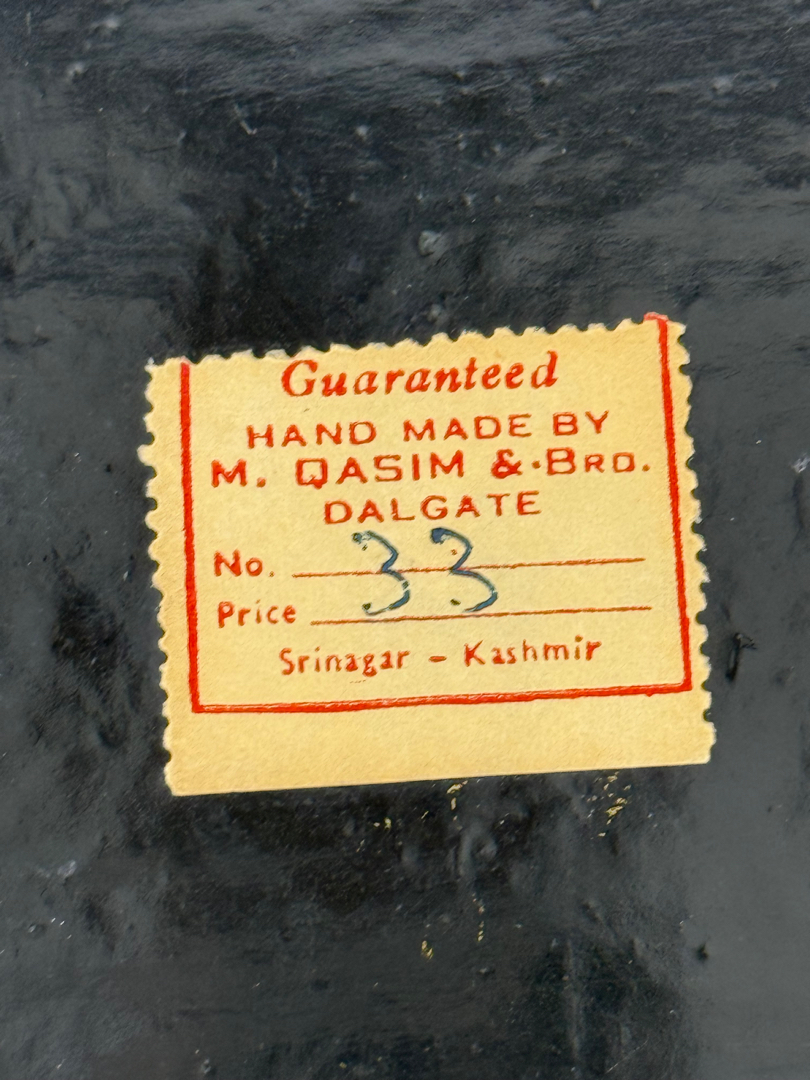 Guaranteed
HAND MADE BY
M. QASIM &·BRO.
DALGATE
No. 33
Price
Srinagar - Kashmir